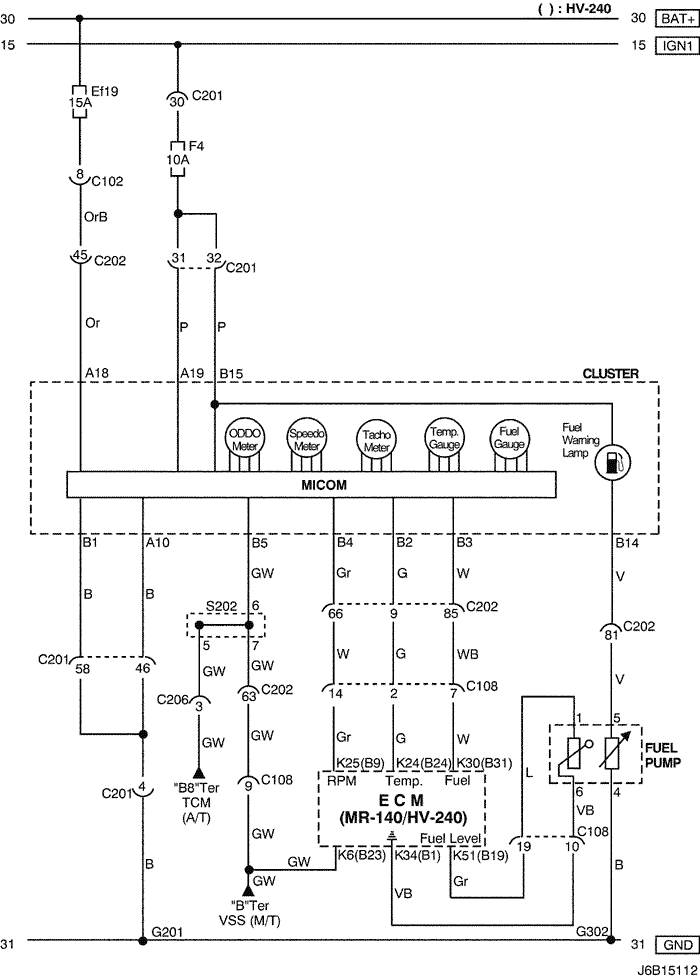 ( ) : HV-240
30 30 BAT+
15 15 IGN1
Ef19
15A
30 C201
F4
10A
8 C102
OrB
45 C202
31 32 C201
Or P P
A18 A19 B15 CLUSTER
ODDO Meter
Speedo Meter
Tacho Meter
Temp. Gauge
Fuel Gauge
Fuel Warning Lamp
MICOM
B1 A10 B5 B4 B2 B3 B14
GW Gr G W V
B B
S202 6
66 9 85 C202
81 C202
5 7
C201 58 46
GW GW W G WB
C206 3
63 C202
14 2 7 C108
V
GW GW Gr G W
1 5
FUEL PUMP
6 4
"B8"Ter
TCM
(A/T)
C201 4
9 C108
K25(B9) K24(B24) K30(B31)
RPM Temp. Fuel
E C M
(MR-140/HV-240)
Fuel Level
L
VB
19 10 C108
GW
K6(B23) K34(B1) K51(B19)
GW
B
GW
VB Gr B
"B"Ter
VSS (M/T)
G201 G302
31 31 GND
J6B15112